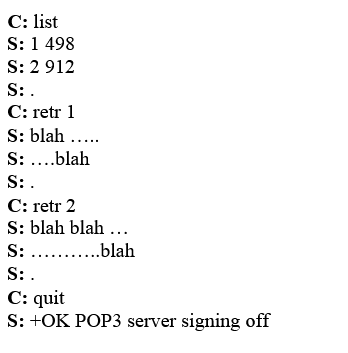 C: list
S: 1 498
S: 2 912
S: .
C: retr 1
S: blah …..
S: ….blah
S: .
C: retr 2
S: blah blah …
S: ………..blah
S: .
C: quit
S: +OK POP3 server signing off